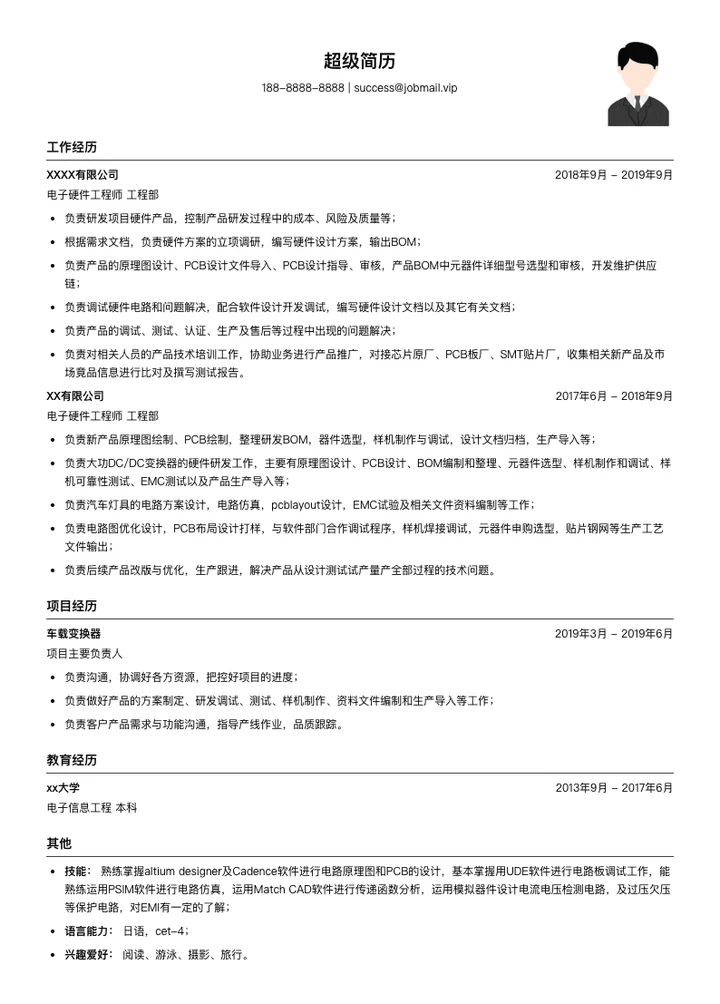 超级简历
188-8888-8888 | success@jobmail.vip
工作经历
XXXX有限公司 2018年9月 – 2019年9月
电子硬件工程师 工程部
• 负责研发项目硬件产品，控制产品研发过程中的成本、风险及质量等；
• 根据需求文档，负责硬件方案的立项调研，编写硬件设计方案，输出BOM；
• 负责产品的原理图设计、PCB设计文件导入、PCB设计指导、审核，产品BOM中元器件详细型号选型和审核，开发维护供应
链；
• 负责调试硬件电路和问题解决，配合软件设计开发调试，编写硬件设计文档以及其它有关文档；
• 负责产品的调试、测试、认证、生产及售后等过程中出现的问题解决；
• 负责对相关人员的产品技术培训工作，协助业务进行产品推广，对接芯片原厂、PCB板厂、SMT贴片厂，收集相关新产品及市
场竟品信息进行比对及撰写测试报告。
XX有限公司 2017年6月 – 2018年9月
电子硬件工程师 工程部
• 负责新产品原理图绘制、PCB绘制，整理研发BOM，器件选型，样机制作与调试，设计文档归档，生产导入等；
• 负责大功DC/DC变换器的硬件研发工作，主要有原理图设计、PCB设计、BOM编制和整理、元器件选型、样机制作和调试、样
机可靠性测试、EMC测试以及产品生产导入等；
• 负责汽车灯具的电路方案设计，电路仿真，pcblayout设计，EMC试验及相关文件资料编制等工作；
• 负责电路图优化设计，PCB布局设计打样，与软件部门合作调试程序，样机焊接调试，元器件申购选型，贴片钢网等生产工艺
文件输出；
• 负责后续产品改版与优化，生产跟进，解决产品从设计测试试产量产全部过程的技术问题。
项目经历
车载变换器 2019年3月 – 2019年6月
项目主要负责人
• 负责沟通，协调好各方资源，把控好项目的进度；
• 负责做好产品的方案制定、研发调试、测试、样机制作、资料文件编制和生产导入等工作；
• 负责客户产品需求与功能沟通，指导产线作业，品质跟踪。
教育经历
xx大学 2013年9月 – 2017年6月
电子信息工程 本科
其他
• 技能： 熟练掌握altium designer及Cadence软件进行电路原理图和PCB的设计，基本掌握用UDE软件进行电路板调试工作，能
熟练运用PSIM软件进行电路仿真，运用Match CAD软件进行传递函数分析，运用模拟器件设计电流电压检测电路，及过压欠压
等保护电路，对EMI有一定的了解；
• 语言能力： 日语，cet-4；
• 兴趣爱好： 阅读、游泳、摄影、旅行。